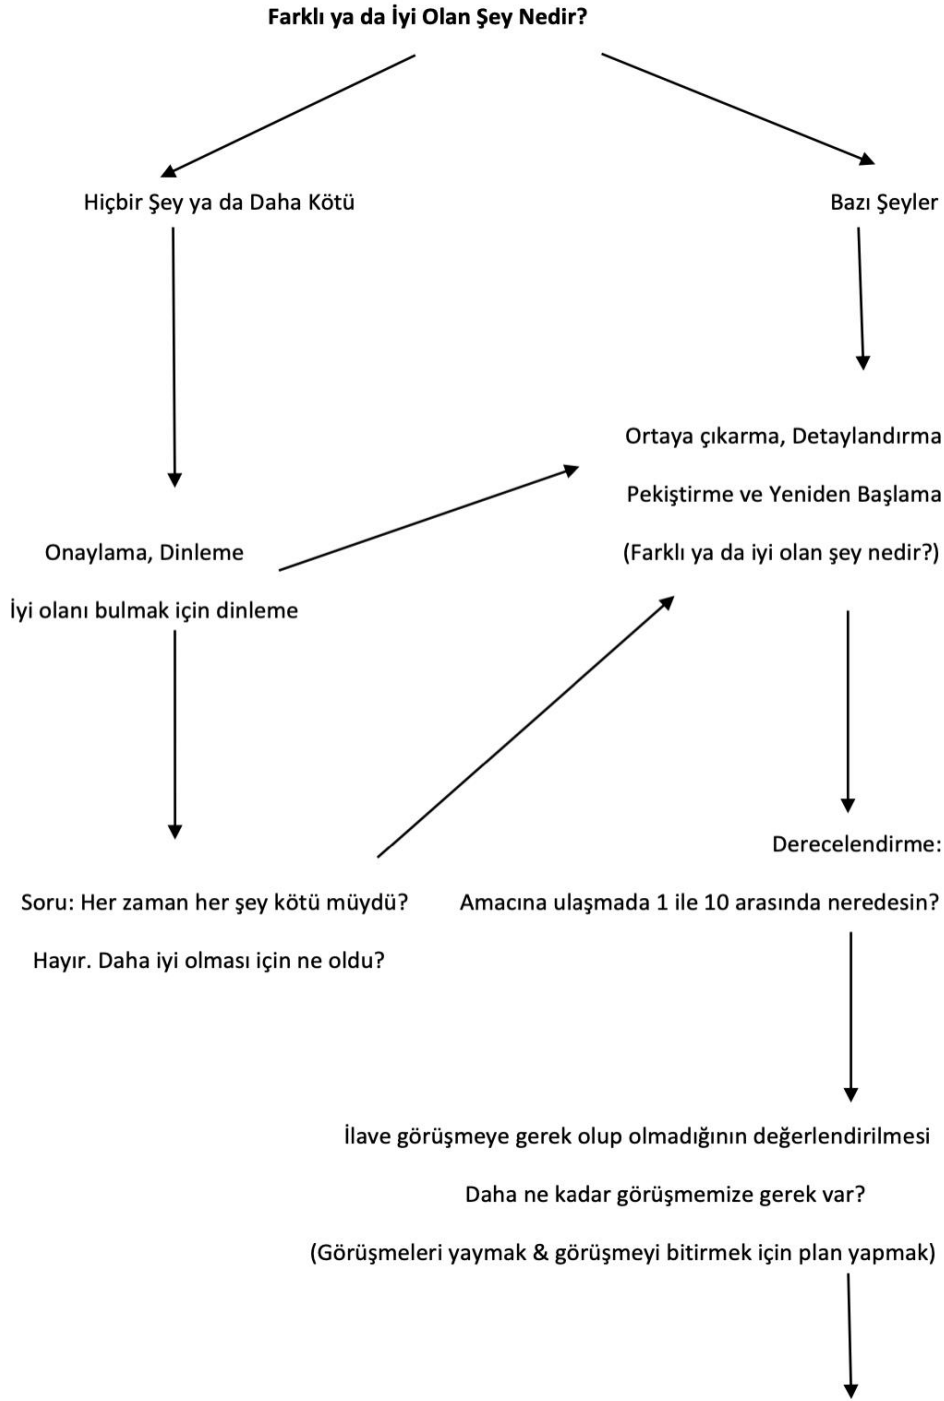 Farklı ya da İyi Olan Şey Nedir?
Hiçbir Şey ya da Daha Kötü
Bazı Şeyler
Ortaya çıkarma, Detaylandırma
Pekiştirme ve Yeniden Başlama
(Farklı ya da iyi olan şey nedir?)
Onaylama, Dinleme
İyi olanı bulmak için dinleme
Derecelendirme:
Amacına ulaşmada 1 ile 10 arasında neredesin?
Soru: Her zaman her şey kötü müydü?
Hayır. Daha iyi olması için ne oldu?
İlave görüşmeye gerek olup olmadığının değerlendirilmesi
Daha ne kadar görüşmemize gerek var?
(Görüşmeleri yaymak & görüşmeyi bitirmek için plan yapmak)